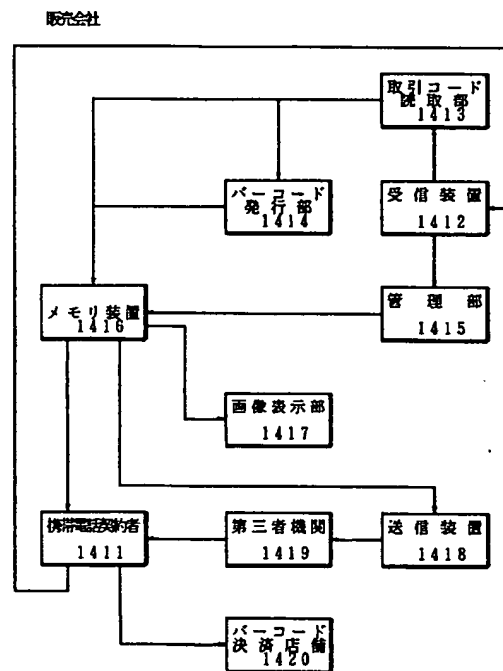 販売会社
取引コード
読取部
1413
バーコード
発行部
1414
受信装置
1412
メモリ装置
1416
管理部
1415
画像表示部
1417
携帯電話契約者
1411
第三者機関
1419
送信装置
1418
バーコード
決済店舗
1420